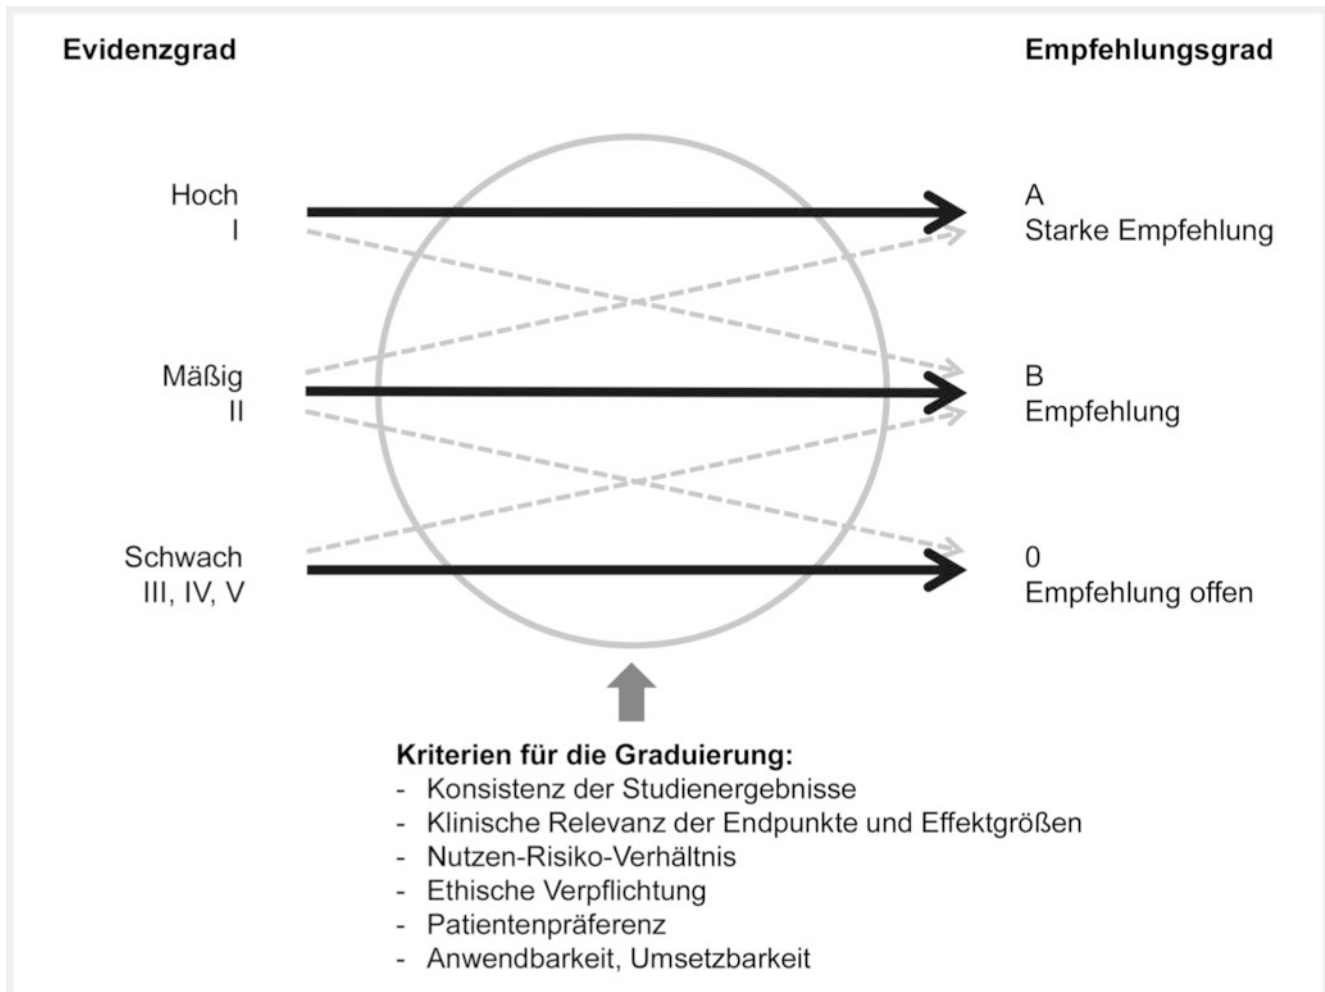 Evidenzgrad
Empfehlungsgrad
Hoch
I
A
Starke Empfehlung
Mäßig
II
B
Empfehlung
Schwach
III, IV, V
0
Empfehlung offen
Kriterien für die Graduierung:
- Konsistenz der Studienergebnisse
- Klinische Relevanz der Endpunkte und Effektgrößen
- Nutzen-Risiko-Verhältnis
- Ethische Verpflichtung
- Patientenpräferenz
- Anwendbarkeit, Umsetzbarkeit